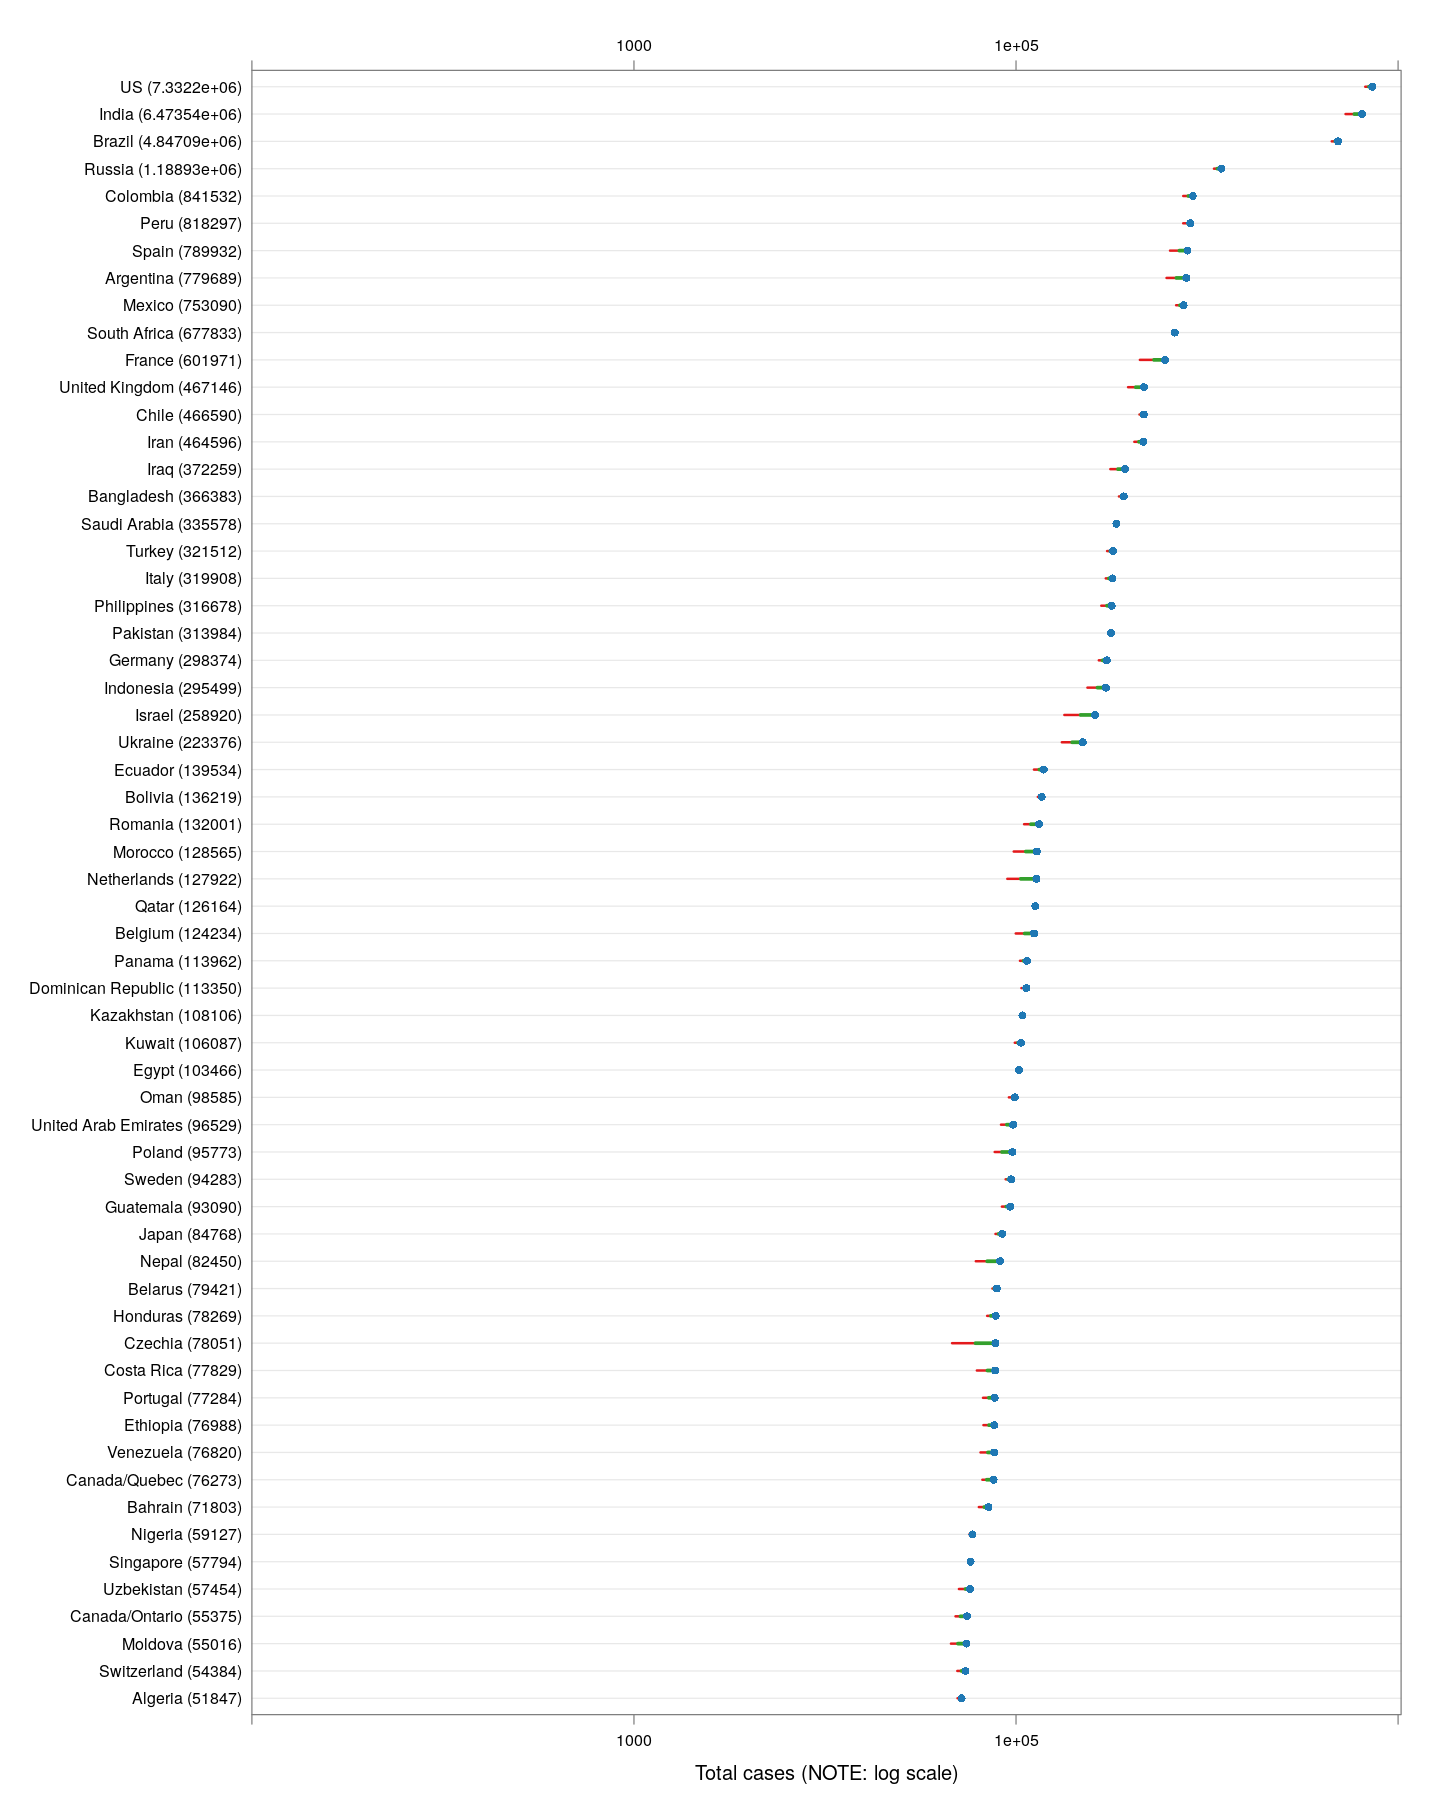 1000 1e+05
US (7.3322e+06)
India (6.47354e+06)
Brazil (4.84709e+06)
Russia (1.18893e+06)
Colombia (841532)
Peru (818297)
Spain (789932)
Argentina (779689)
Mexico (753090)
South Africa (677833)
France (601971)
United Kingdom (467146)
Chile (466590)
Iran (464596)
Iraq (372259)
Bangladesh (366383)
Saudi Arabia (335578)
Turkey (321512)
Italy (319908)
Philippines (316678)
Pakistan (313984)
Germany (298374)
Indonesia (295499)
Israel (258920)
Ukraine (223376)
Ecuador (139534)
Bolivia (136219)
Romania (132001)
Morocco (128565)
Netherlands (127922)
Qatar (126164)
Belgium (124234)
Panama (113962)
Dominican Republic (113350)
Kazakhstan (108106)
Kuwait (106087)
Egypt (103466)
Oman (98585)
United Arab Emirates (96529)
Poland (95773)
Sweden (94283)
Guatemala (93090)
Japan (84768)
Nepal (82450)
Belarus (79421)
Honduras (78269)
Czechia (78051)
Costa Rica (77829)
Portugal (77284)
Ethiopia (76988)
Venezuela (76820)
Canada/Quebec (76273)
Bahrain (71803)
Nigeria (59127)
Singapore (57794)
Uzbekistan (57454)
Canada/Ontario (55375)
Moldova (55016)
Switzerland (54384)
Algeria (51847)
1000 1e+05
Total cases (NOTE: log scale)